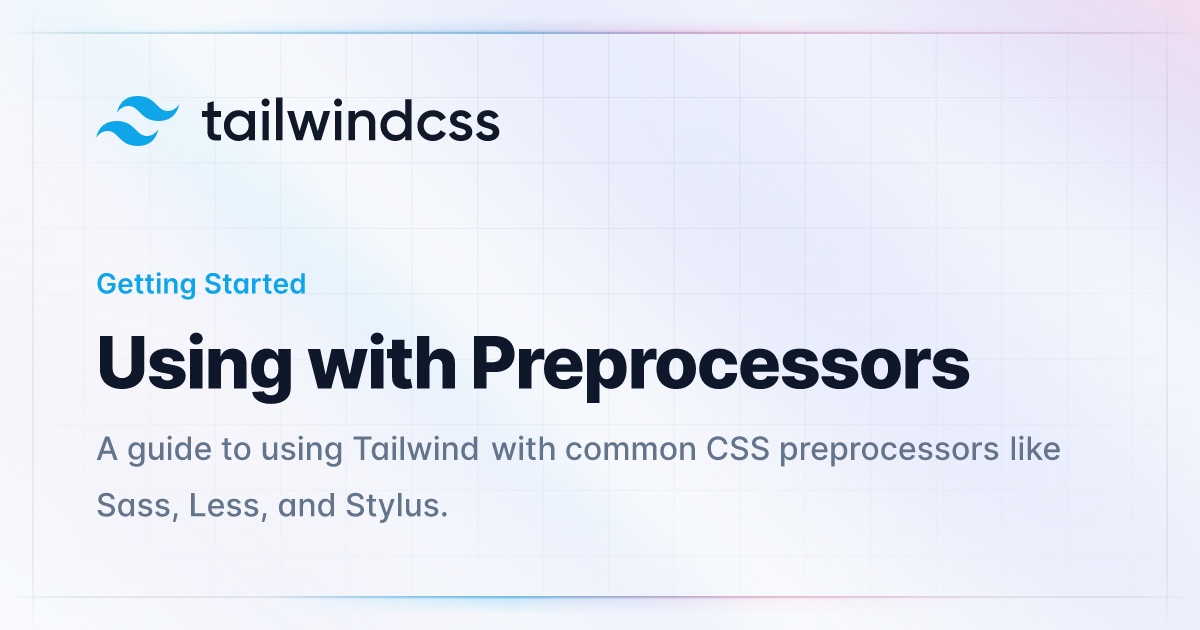 tailwindcss
Getting Started
Using with Preprocessors
A guide to using Tailwind with common CSS preprocessors like
Sass, Less, and Stylus.